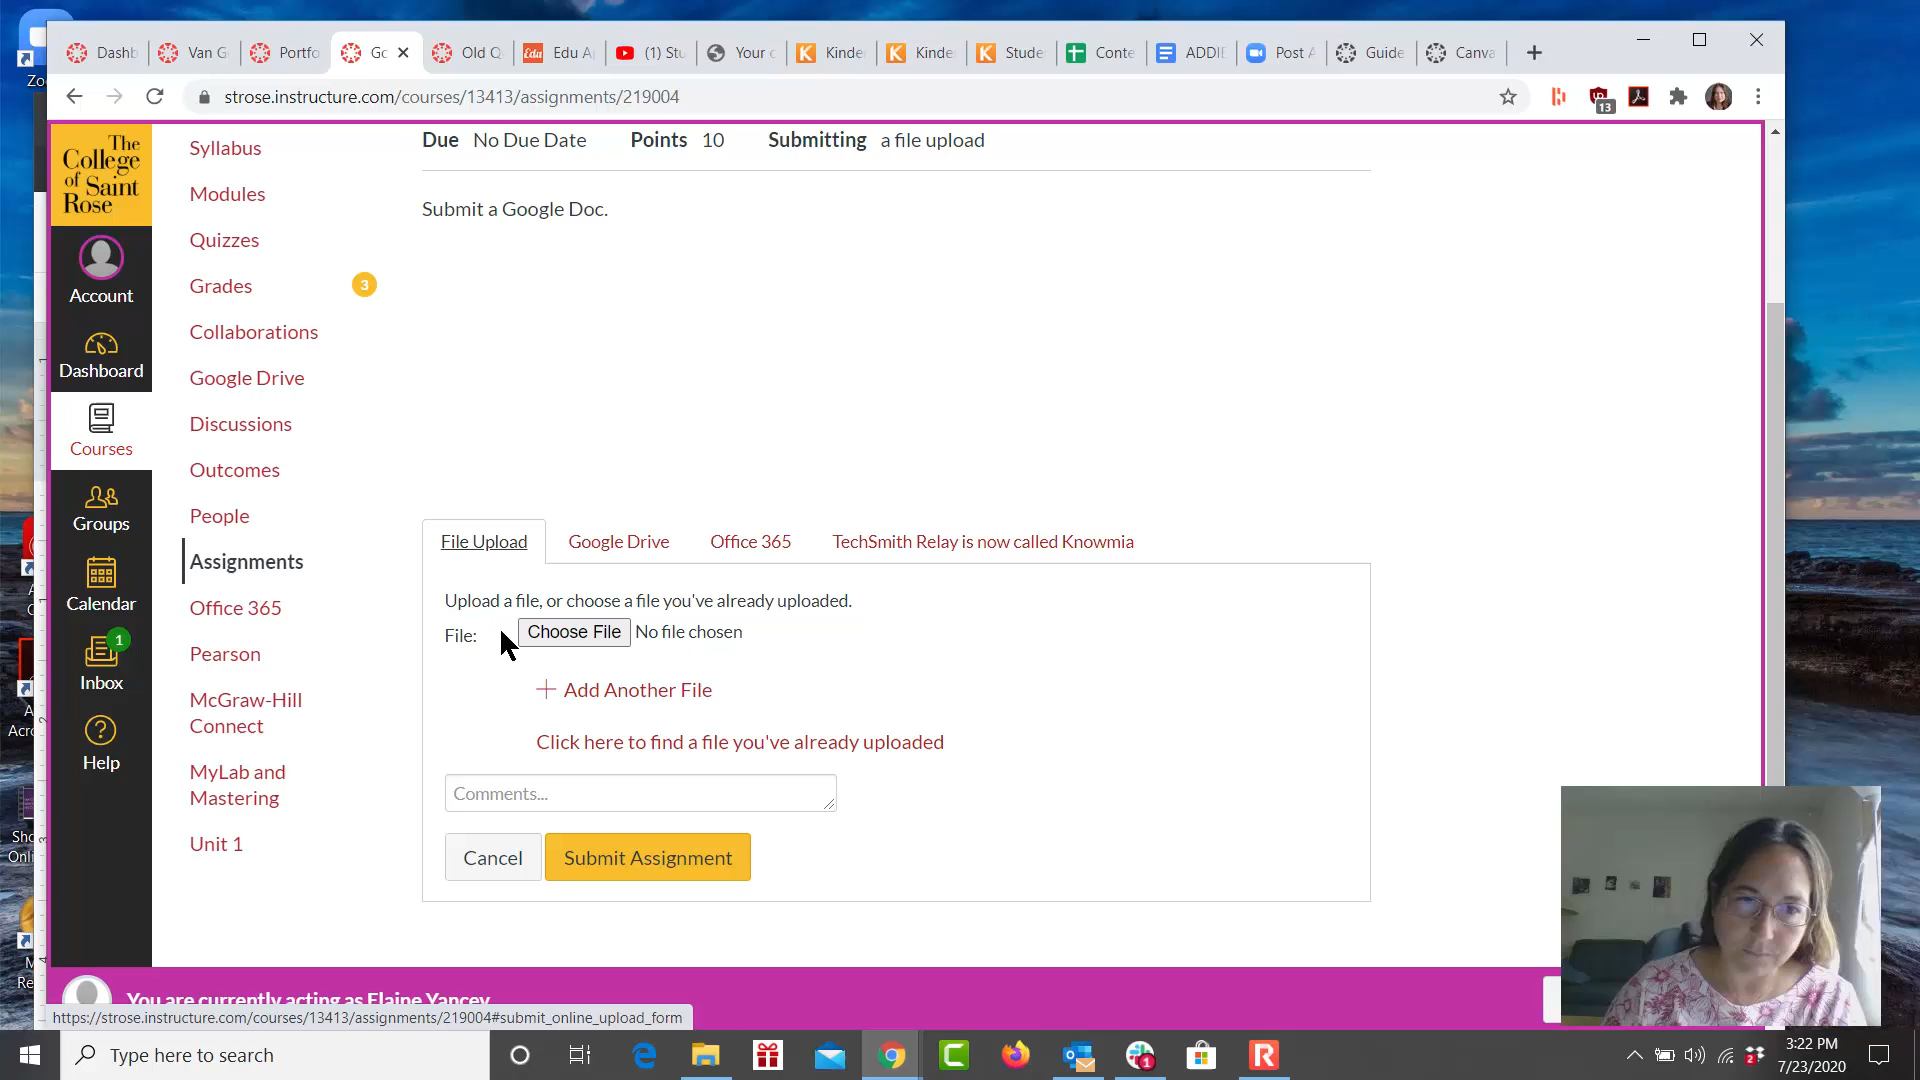 Dashb
Van G
Portfo
Go
Old Q
Edu
Edu A
(1) Stu
Your c
Kinder
Kinde
Stude
Conte
ADDIE
Post A
Guide
Canva
strose.instructure.com/courses/13413/assignments/219004
13
Zoo
The College of Saint Rose
Account
Dashboard
Courses
Groups
Calendar
1
Inbox
Help
Syllabus
Modules
Quizzes
Grades
3
Collaborations
Google Drive
Discussions
Outcomes
People
Assignments
Office 365
Pearson
McGraw-Hill
Connect
MyLab and
Mastering
Unit 1
Due No Due Date Points 10 Submitting a file upload
Submit a Google Doc.
File Upload Google Drive Office 365 TechSmith Relay is now called Knowmia
Upload a file, or choose a file you've already uploaded.
File: Choose File No file chosen
Add Another File
Click here to find a file you've already uploaded
Comments...
Cancel Submit Assignment
You are currently acting as Elaine Yancey
https://strose.instructure.com/courses/13413/assignments/219004#submit_online_upload_form
Type here to search
3:22 PM
7/23/2020